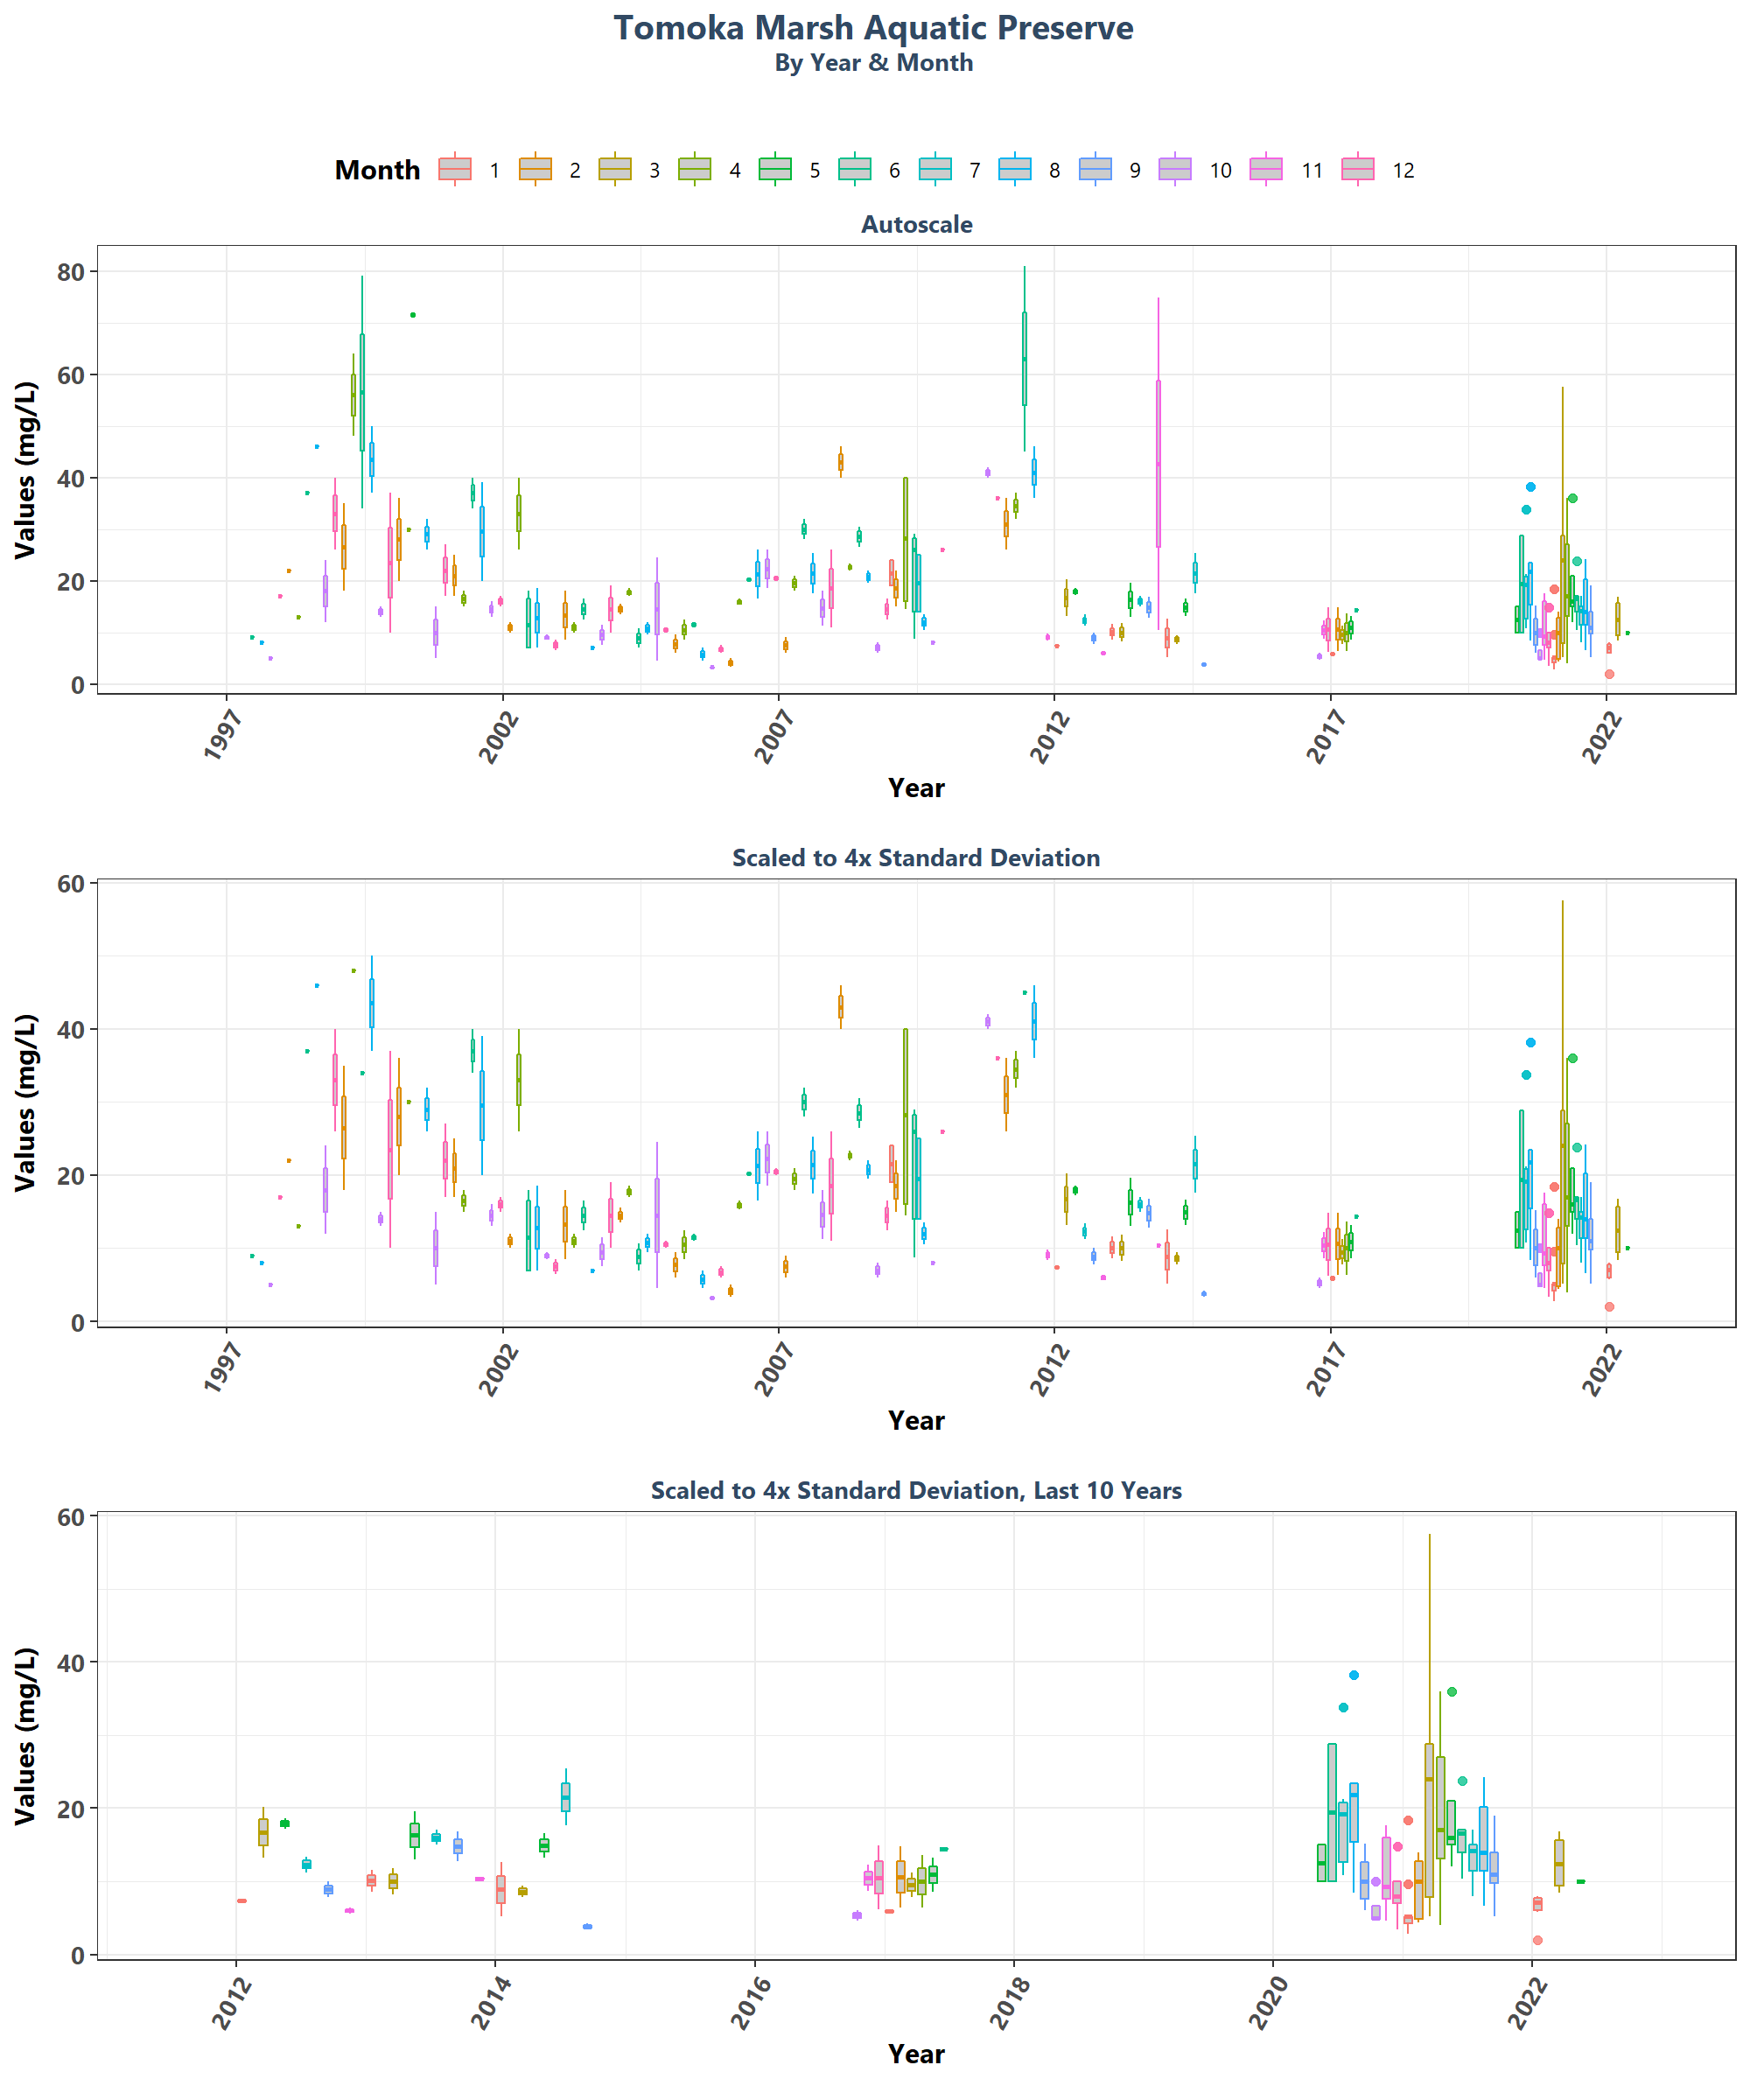 Tomoka Marsh Aquatic Preserve
By Year & Month
Month 1 2 3 4 5 6 7 8 9 10 11 12
Autoscale
Values (mg/L)
80
60
40
20
0
1997 2002 2007 2012 2017 2022
Year
Scaled to 4x Standard Deviation
Values (mg/L)
60
40
20
0
1997 2002 2007 2012 2017 2022
Year
Scaled to 4x Standard Deviation, Last 10 Years
Values (mg/L)
60
40
20
0
2012 2014 2016 2018 2020 2022
Year